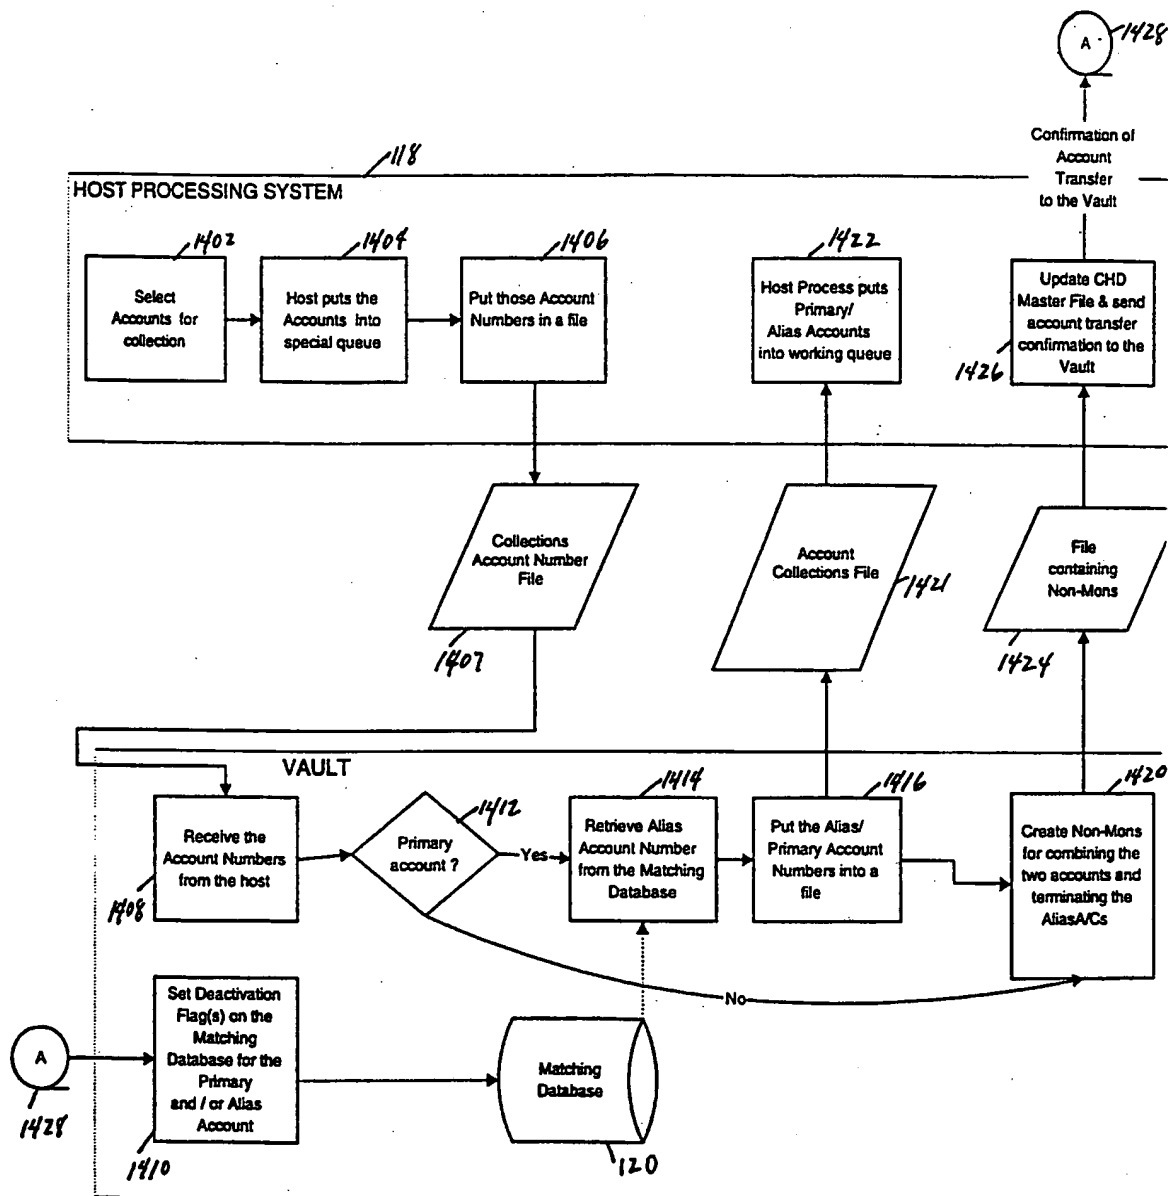 A
1428
Confirmation of
Account
Transfer
to the Vault
118
HOST PROCESSING SYSTEM
1402
Select
Accounts for
collection
1404
Host puts the
Accounts into
special queue
1406
Put those Account
Numbers in a file
1422
Host Process puts
Primary/
Alias Accounts
into working queue
Update CHD
Master File & send
account transfer
confirmation to the
Vault
1426
Collections
Account Number
File
1407
Account
Collections File
1421
File
containing
Non-Mons
1424
VAULT
Receive the
Account Numbers
from the host
1408
Primary
account ?
1412
Yes
No
1414
Retrieve Alias
Account Number
from the Matching
Database
1416
Put the Alias/
Primary Account
Numbers into a
file
1420
Create Non-Mons
for combining the
two accounts and
terminating the
AliasA/Cs
A
1428
Set Deactivation
Flag(s) on the
Matching
Database for the
Primary
and / or Alias
Account
1410
Matching
Database
120